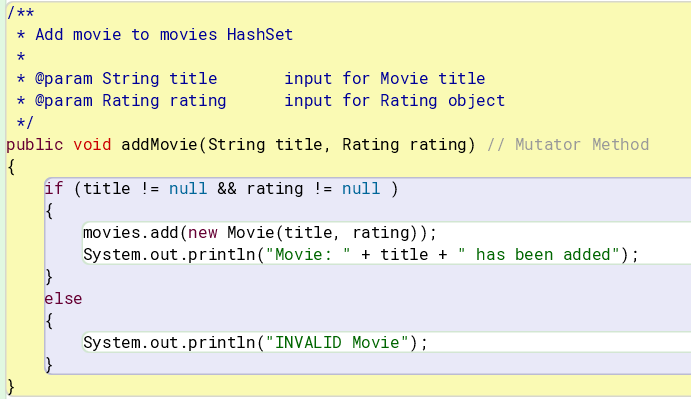 /**
 * Add movie to movies HashSet
 *
 * @param String title       input for Movie title
 * @param Rating rating      input for Rating object
 */
public void addMovie(String title, Rating rating) // Mutator Method
{
    if (title != null && rating != null )
    {
        movies.add(new Movie(title, rating));
        System.out.println("Movie: " + title + " has been added");
    }
    else
    {
        System.out.println("INVALID Movie");
    }
}